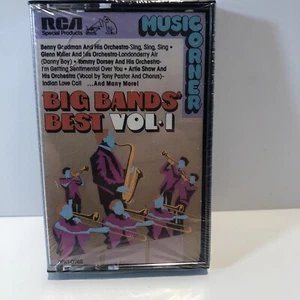 RCA
Special Products
MUSIC CORNER
Benny Goodman And His Orchestra-Sing, Sing, Sing •
Glenn Miller And His Orchestra-Londonderry Air
(Danny Boy) • Tommy Dorsey And His Orchestra-
I'm Getting Sentimental Over You • Artie Shaw And
His Orchestra (Vocal by Tony Pastor And Chorus)-
Indian Love Call ...And Many More!
BIG BANDS'
BEST VOL•1